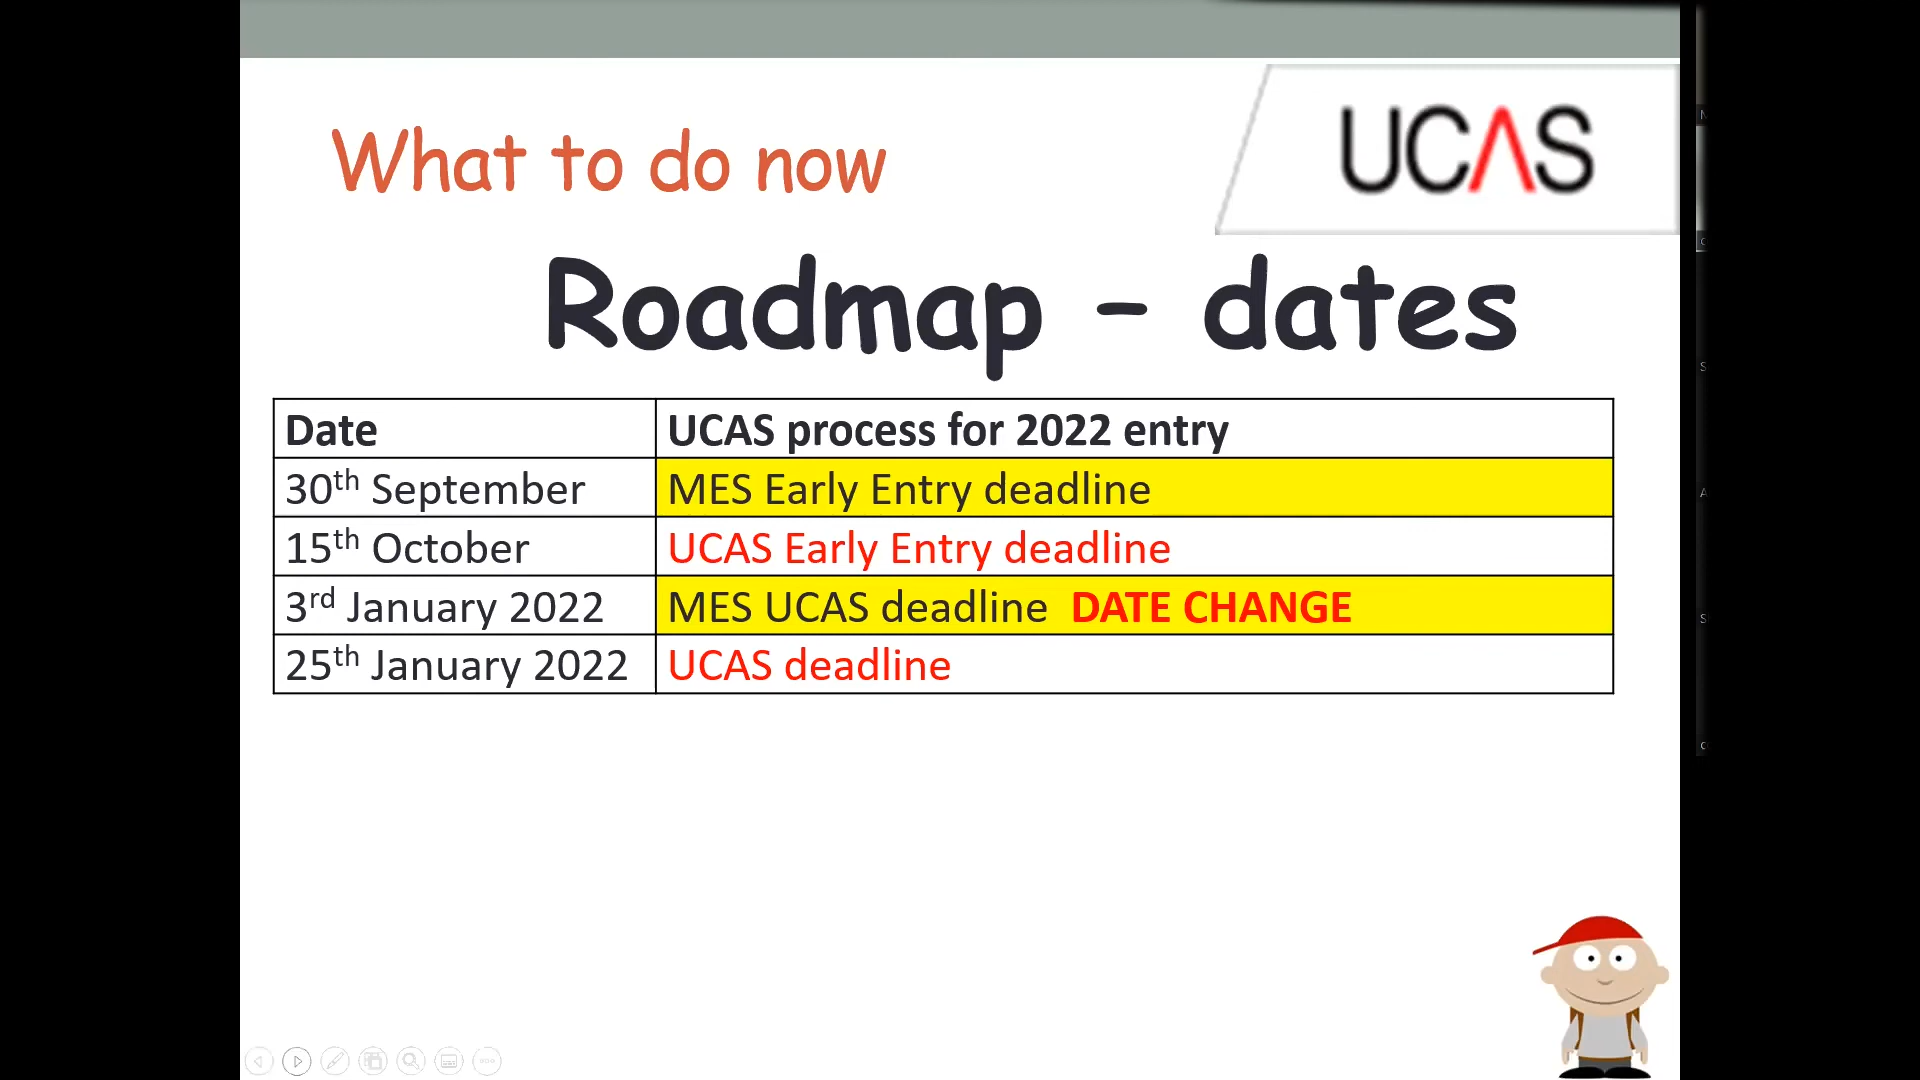 UCAS
What to do now
Roadmap – dates
Date UCAS process for 2022 entry
30th September MES Early Entry deadline
15th October UCAS Early Entry deadline
3rd January 2022 MES UCAS deadline DATE CHANGE
25th January 2022 UCAS deadline